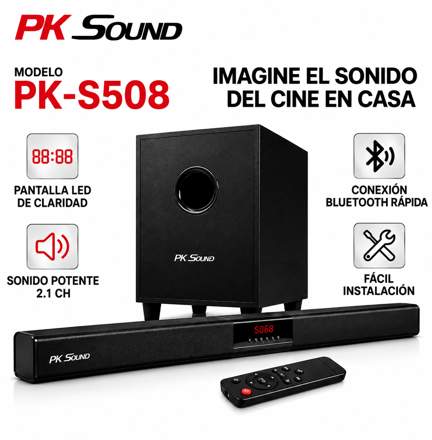 PK SOUND
MODELO
PK-S508
IMAGINE EL SONIDO
DEL CINE EN CASA
88:88
PANTALLA LED
DE CLARIDAD
CONEXIÓN
BLUETOOTH RÁPIDA
SONIDO POTENTE
2.1 CH
FÁCIL
INSTALACIÓN
PK SOUND
S068
PK SOUND